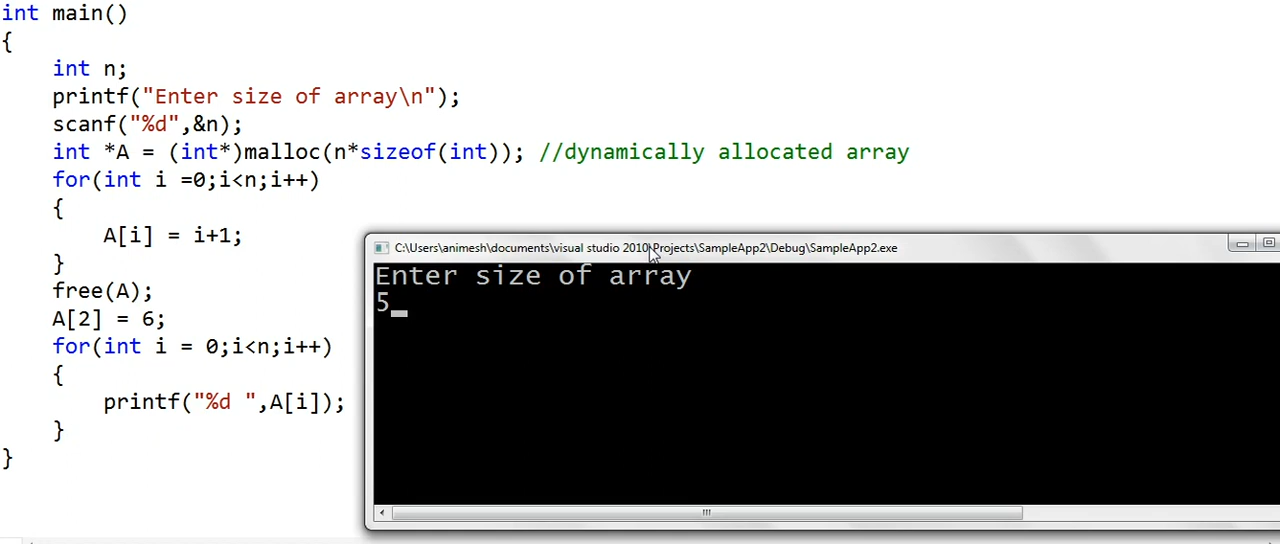 int main()
{
int n;
printf("Enter size of array\n");
scanf("%d",&n);
int *A = (int*)malloc(n*sizeof(int)); //dynamically allocated array
for(int i =0;i<n;i++)
{
A[i] = i+1;
}
free(A);
A[2] = 6;
for(int i = 0;i<n;i++)
{
printf("%d ",A[i]);
}
}
C:\Users\animesh\documents\visual studio 2010\Projects\SampleApp2\Debug\SampleApp2.exe
Enter size of array
5_